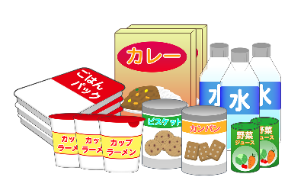 カレー
ごはん
パック
水
水
ビスケット
カンパン
カップ
ラーメン
カップ
ラーメン
カップ
ラーメン
野菜
ジュース
野菜
ジュース